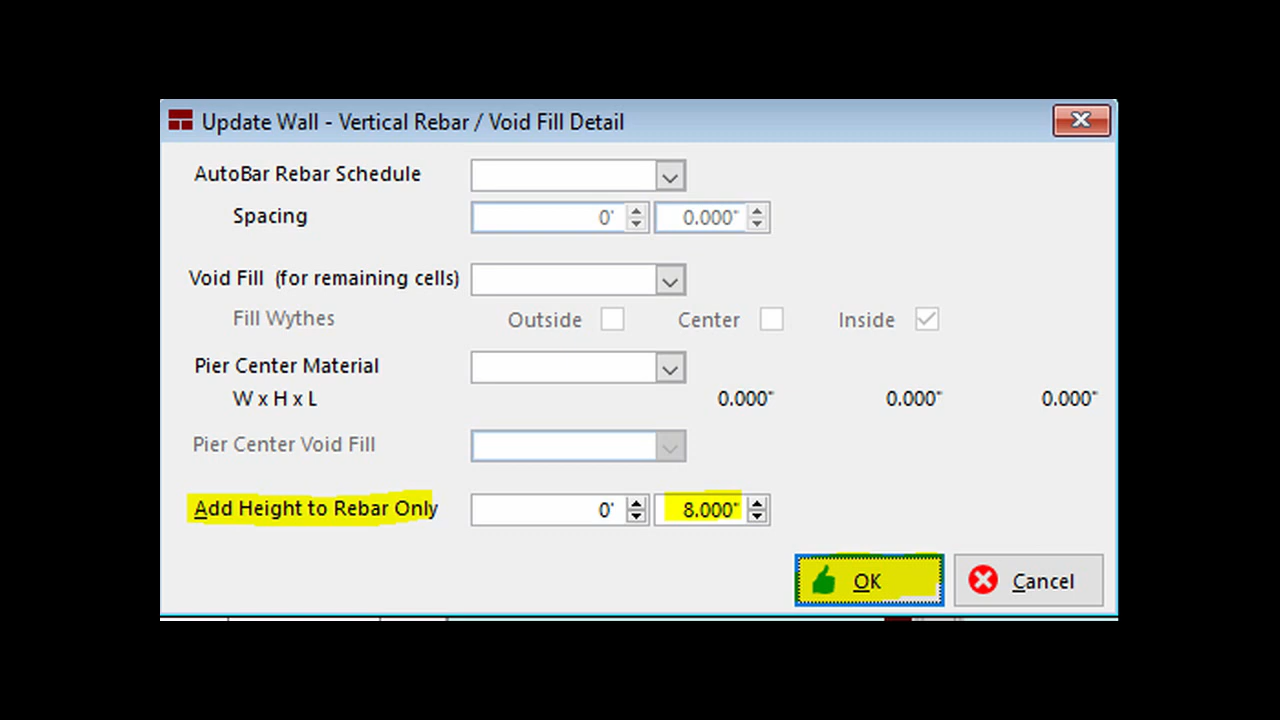 Update Wall - Vertical Rebar / Void Fill Detail
AutoBar Rebar Schedule
Spacing 0' 0.000"
Void Fill (for remaining cells)
Fill Wythes Outside Center Inside
Pier Center Material
W x H x L 0.000" 0.000" 0.000"
Pier Center Void Fill
Add Height to Rebar Only 0' 8.000"
OK Cancel